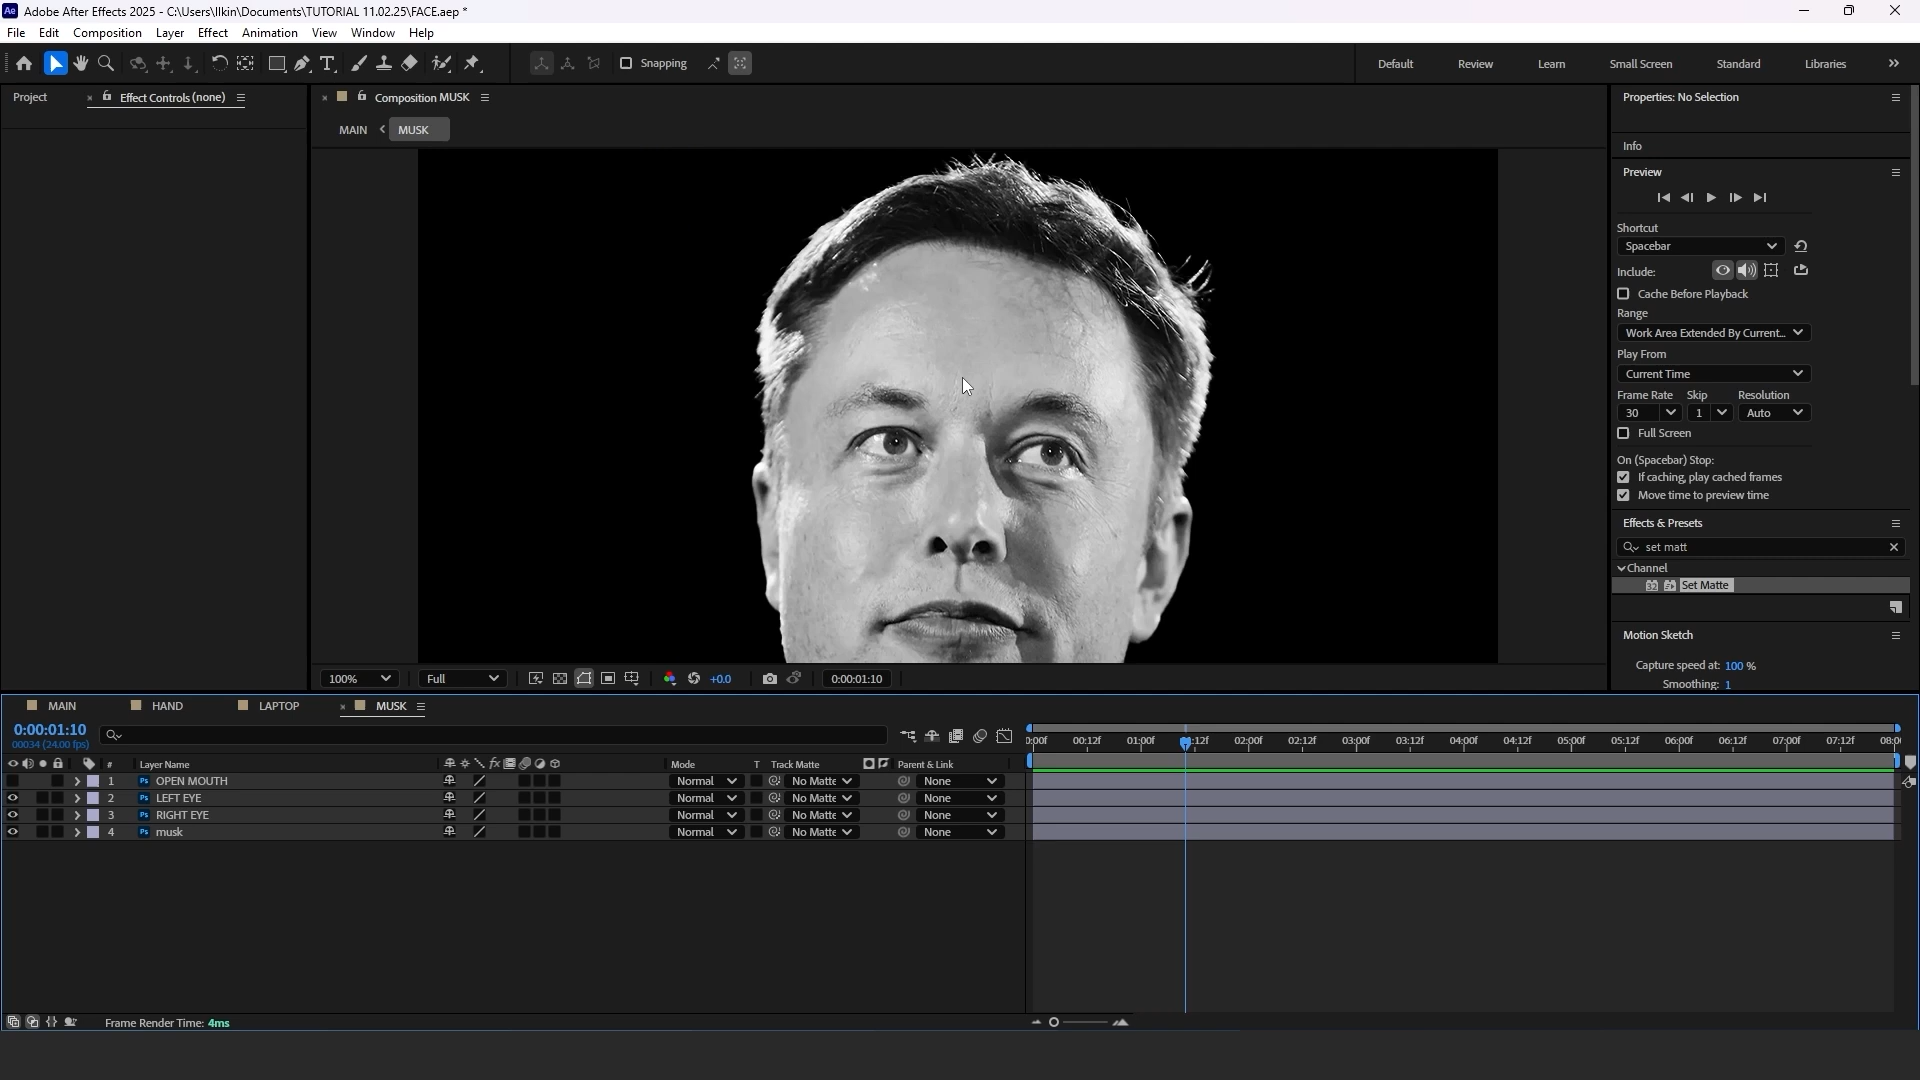 Ae Adobe After Effects 2025 - C:\Users\Ilkin\Documents\TUTORIAL 11.02.25\FACE.aep *
File Edit Composition Layer Effect Animation View Window Help
Snapping
Default Review Learn Small Screen Standard Libraries
Project Effect Controls (none)
Composition MUSK
MAIN MUSK
100% Full +0.0 0:00:01:10
Properties: No Selection
Info
Preview
Shortcut
Spacebar
Include:
Cache Before Playback
Range
Work Area Extended By Current...
Play From
Current Time
Frame Rate Skip Resolution
30 1 Auto
Full Screen
On (Spacebar) Stop:
If caching, play cached frames
Move time to preview time
Effects & Presets
set matt
Channel
32 Set Matte
Motion Sketch
Capture speed at: 100 %
Smoothing: 1
MAIN HAND LAPTOP MUSK
0:00:01:10
00034 (24.00 fps)
# Layer Name fx Mode T Track Matte Parent & Link
1 Ps OPEN MOUTH Normal No Matte None
2 Ps LEFT EYE Normal No Matte None
3 Ps RIGHT EYE Normal No Matte None
4 Ps musk Normal No Matte None
00:12f 01:00f 02:00f 02:12f 03:00f 03:12f 04:00f 04:12f 05:00f 05:12f 06:00f 06:12f 07:00f 07:12f
Frame Render Time: 4ms